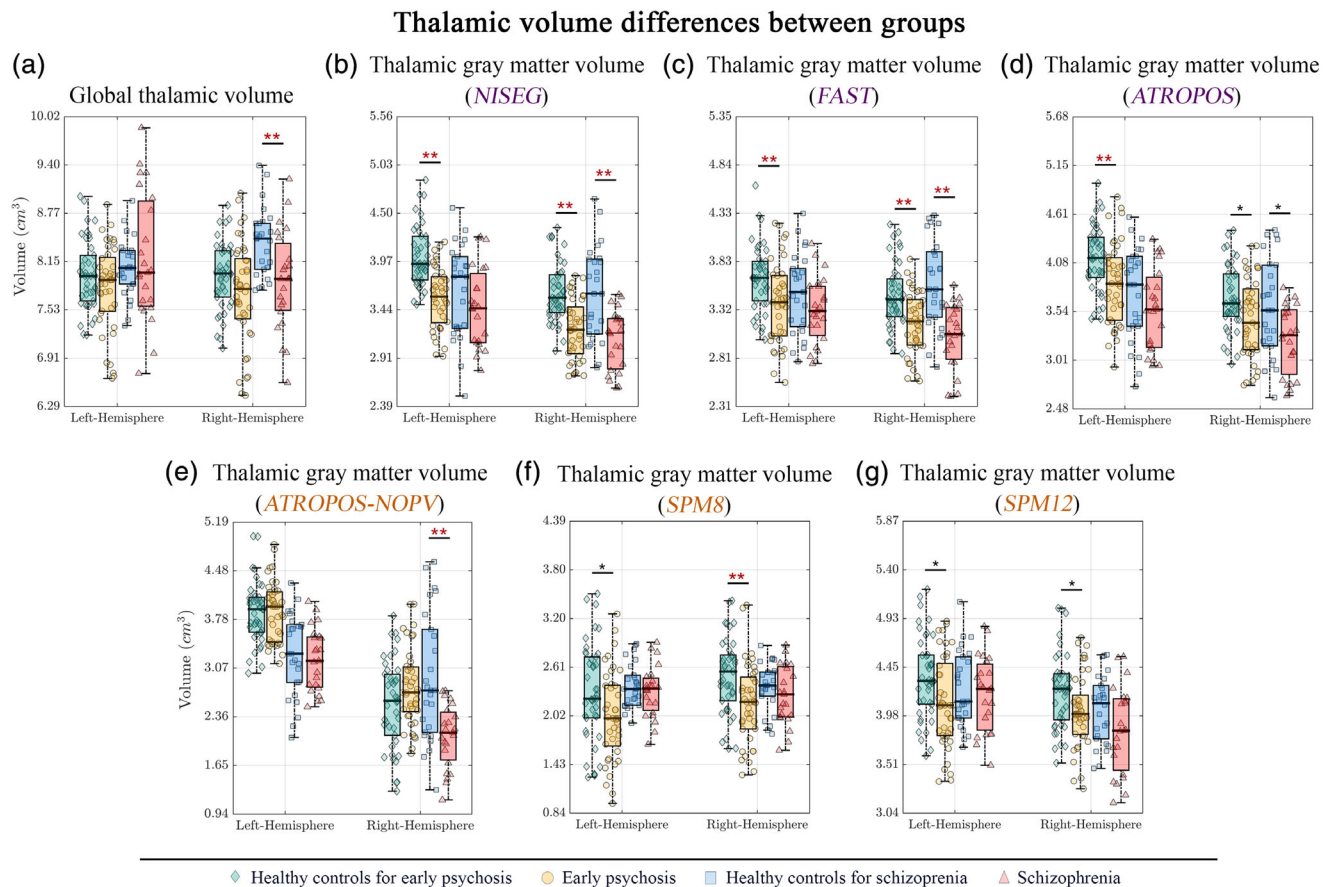 Thalamic volume differences between groups
(a)
Global thalamic volume
Volume (cm³)
10.02
9.40
8.77
8.15
7.53
6.91
6.29
**
Left-Hemisphere Right-Hemisphere
(b) Thalamic gray matter volume
(NISEG)
5.56
5.03
4.50
3.97
3.44
2.91
2.39
** ** **
Left-Hemisphere Right-Hemisphere
(c) Thalamic gray matter volume
(FAST)
5.35
4.84
4.33
3.83
3.32
2.81
2.31
** ** **
Left-Hemisphere Right-Hemisphere
(d) Thalamic gray matter volume
(ATROPOS)
5.68
5.15
4.61
4.08
3.54
3.01
2.48
** * *
Left-Hemisphere Right-Hemisphere
(e) Thalamic gray matter volume
(ATROPOS-NOPV)
Volume (cm³)
5.19
4.48
3.78
3.07
2.36
1.65
0.94
**
Left-Hemisphere Right-Hemisphere
(f) Thalamic gray matter volume
(SPM8)
4.39
3.80
3.20
2.61
2.02
1.43
0.84
* **
Left-Hemisphere Right-Hemisphere
(g) Thalamic gray matter volume
(SPM12)
5.87
5.40
4.93
4.45
3.98
3.51
3.04
* *
Left-Hemisphere Right-Hemisphere
Healthy controls for early psychosis Early psychosis Healthy controls for schizoprenia Schizophrenia